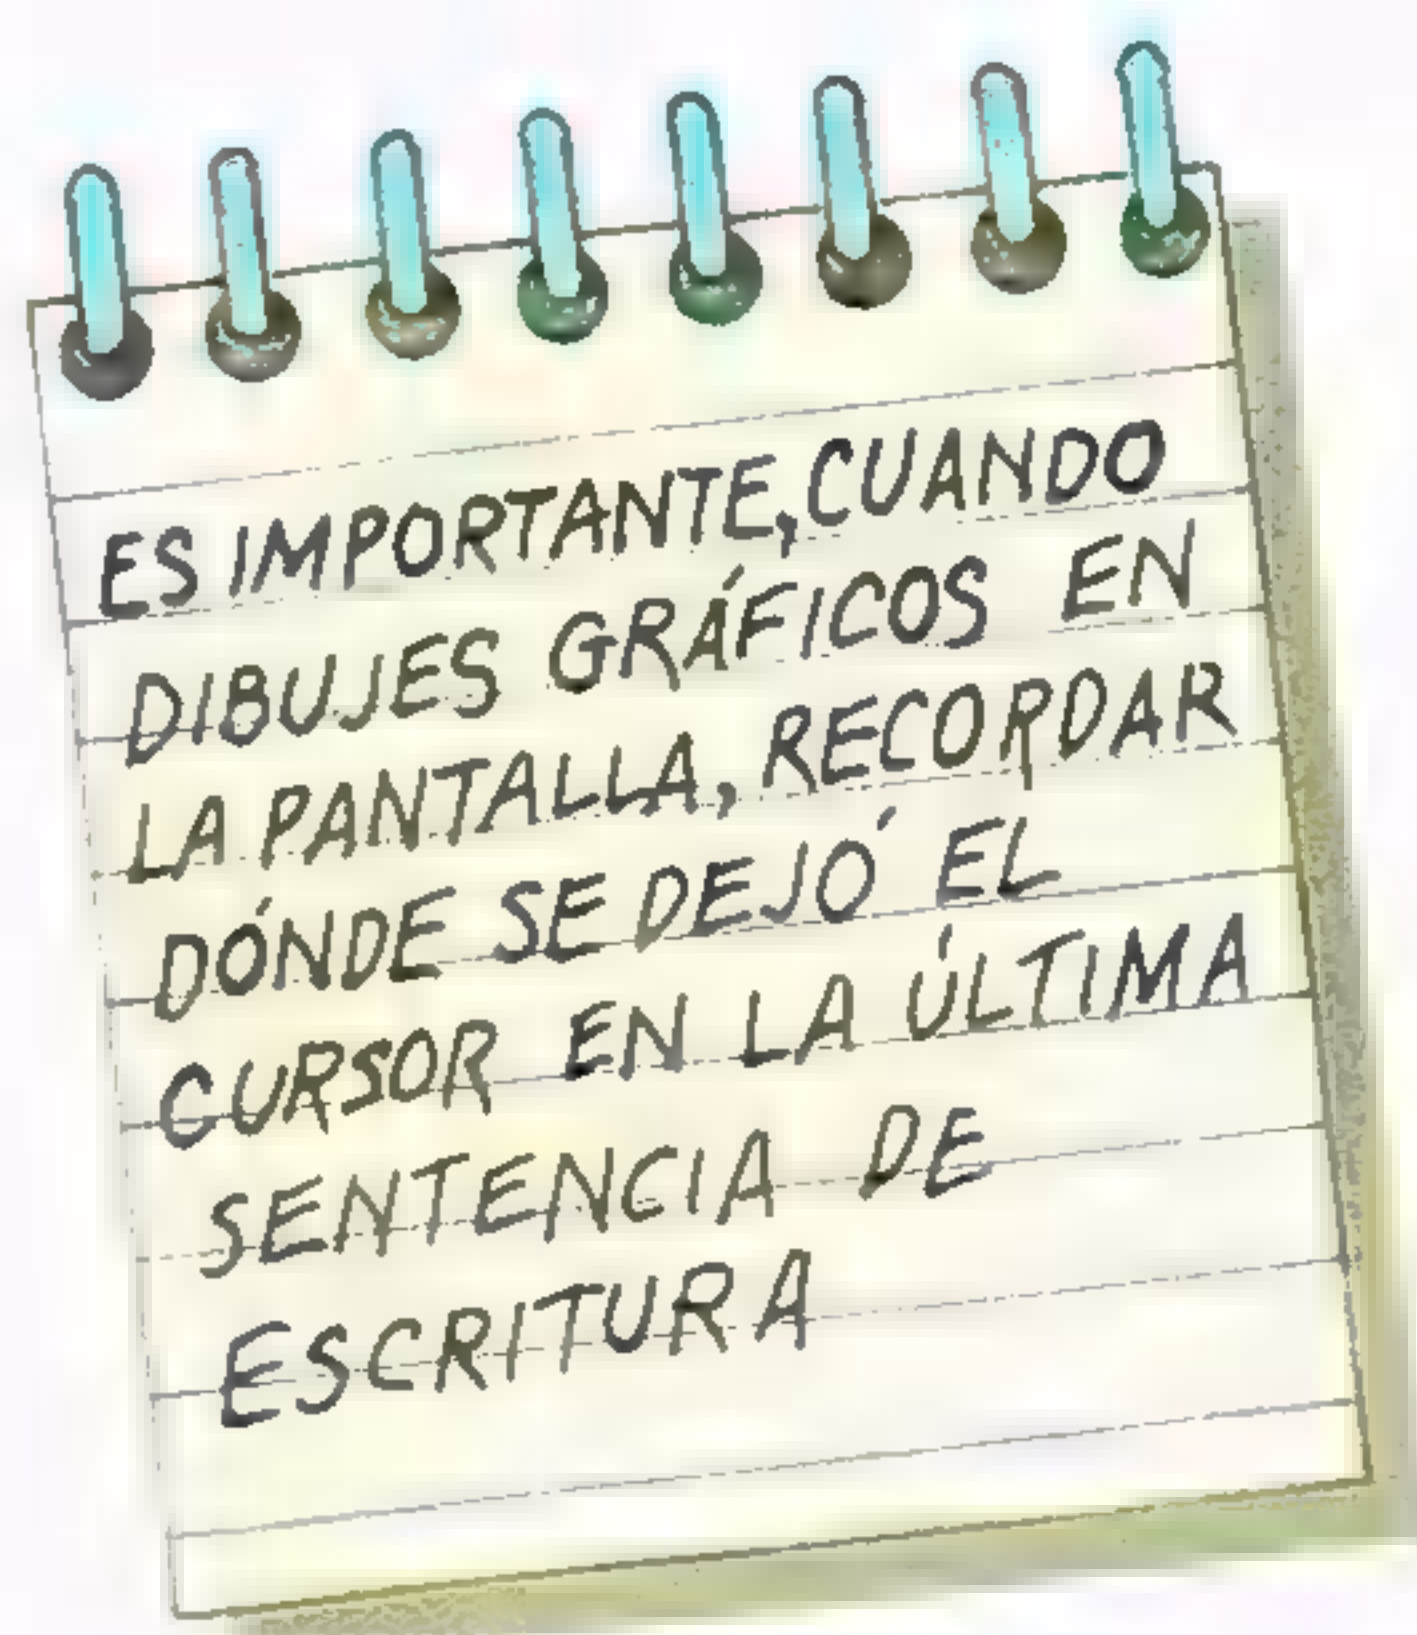 ES IMPORTANTE, CUANDO
DIBUJES GRÁFICOS EN
LA PANTALLA, RECORDAR
DÓNDE SE DEJÓ EL
CURSOR EN LA ÚLTIMA
SENTENCIA DE
ESCRITURA